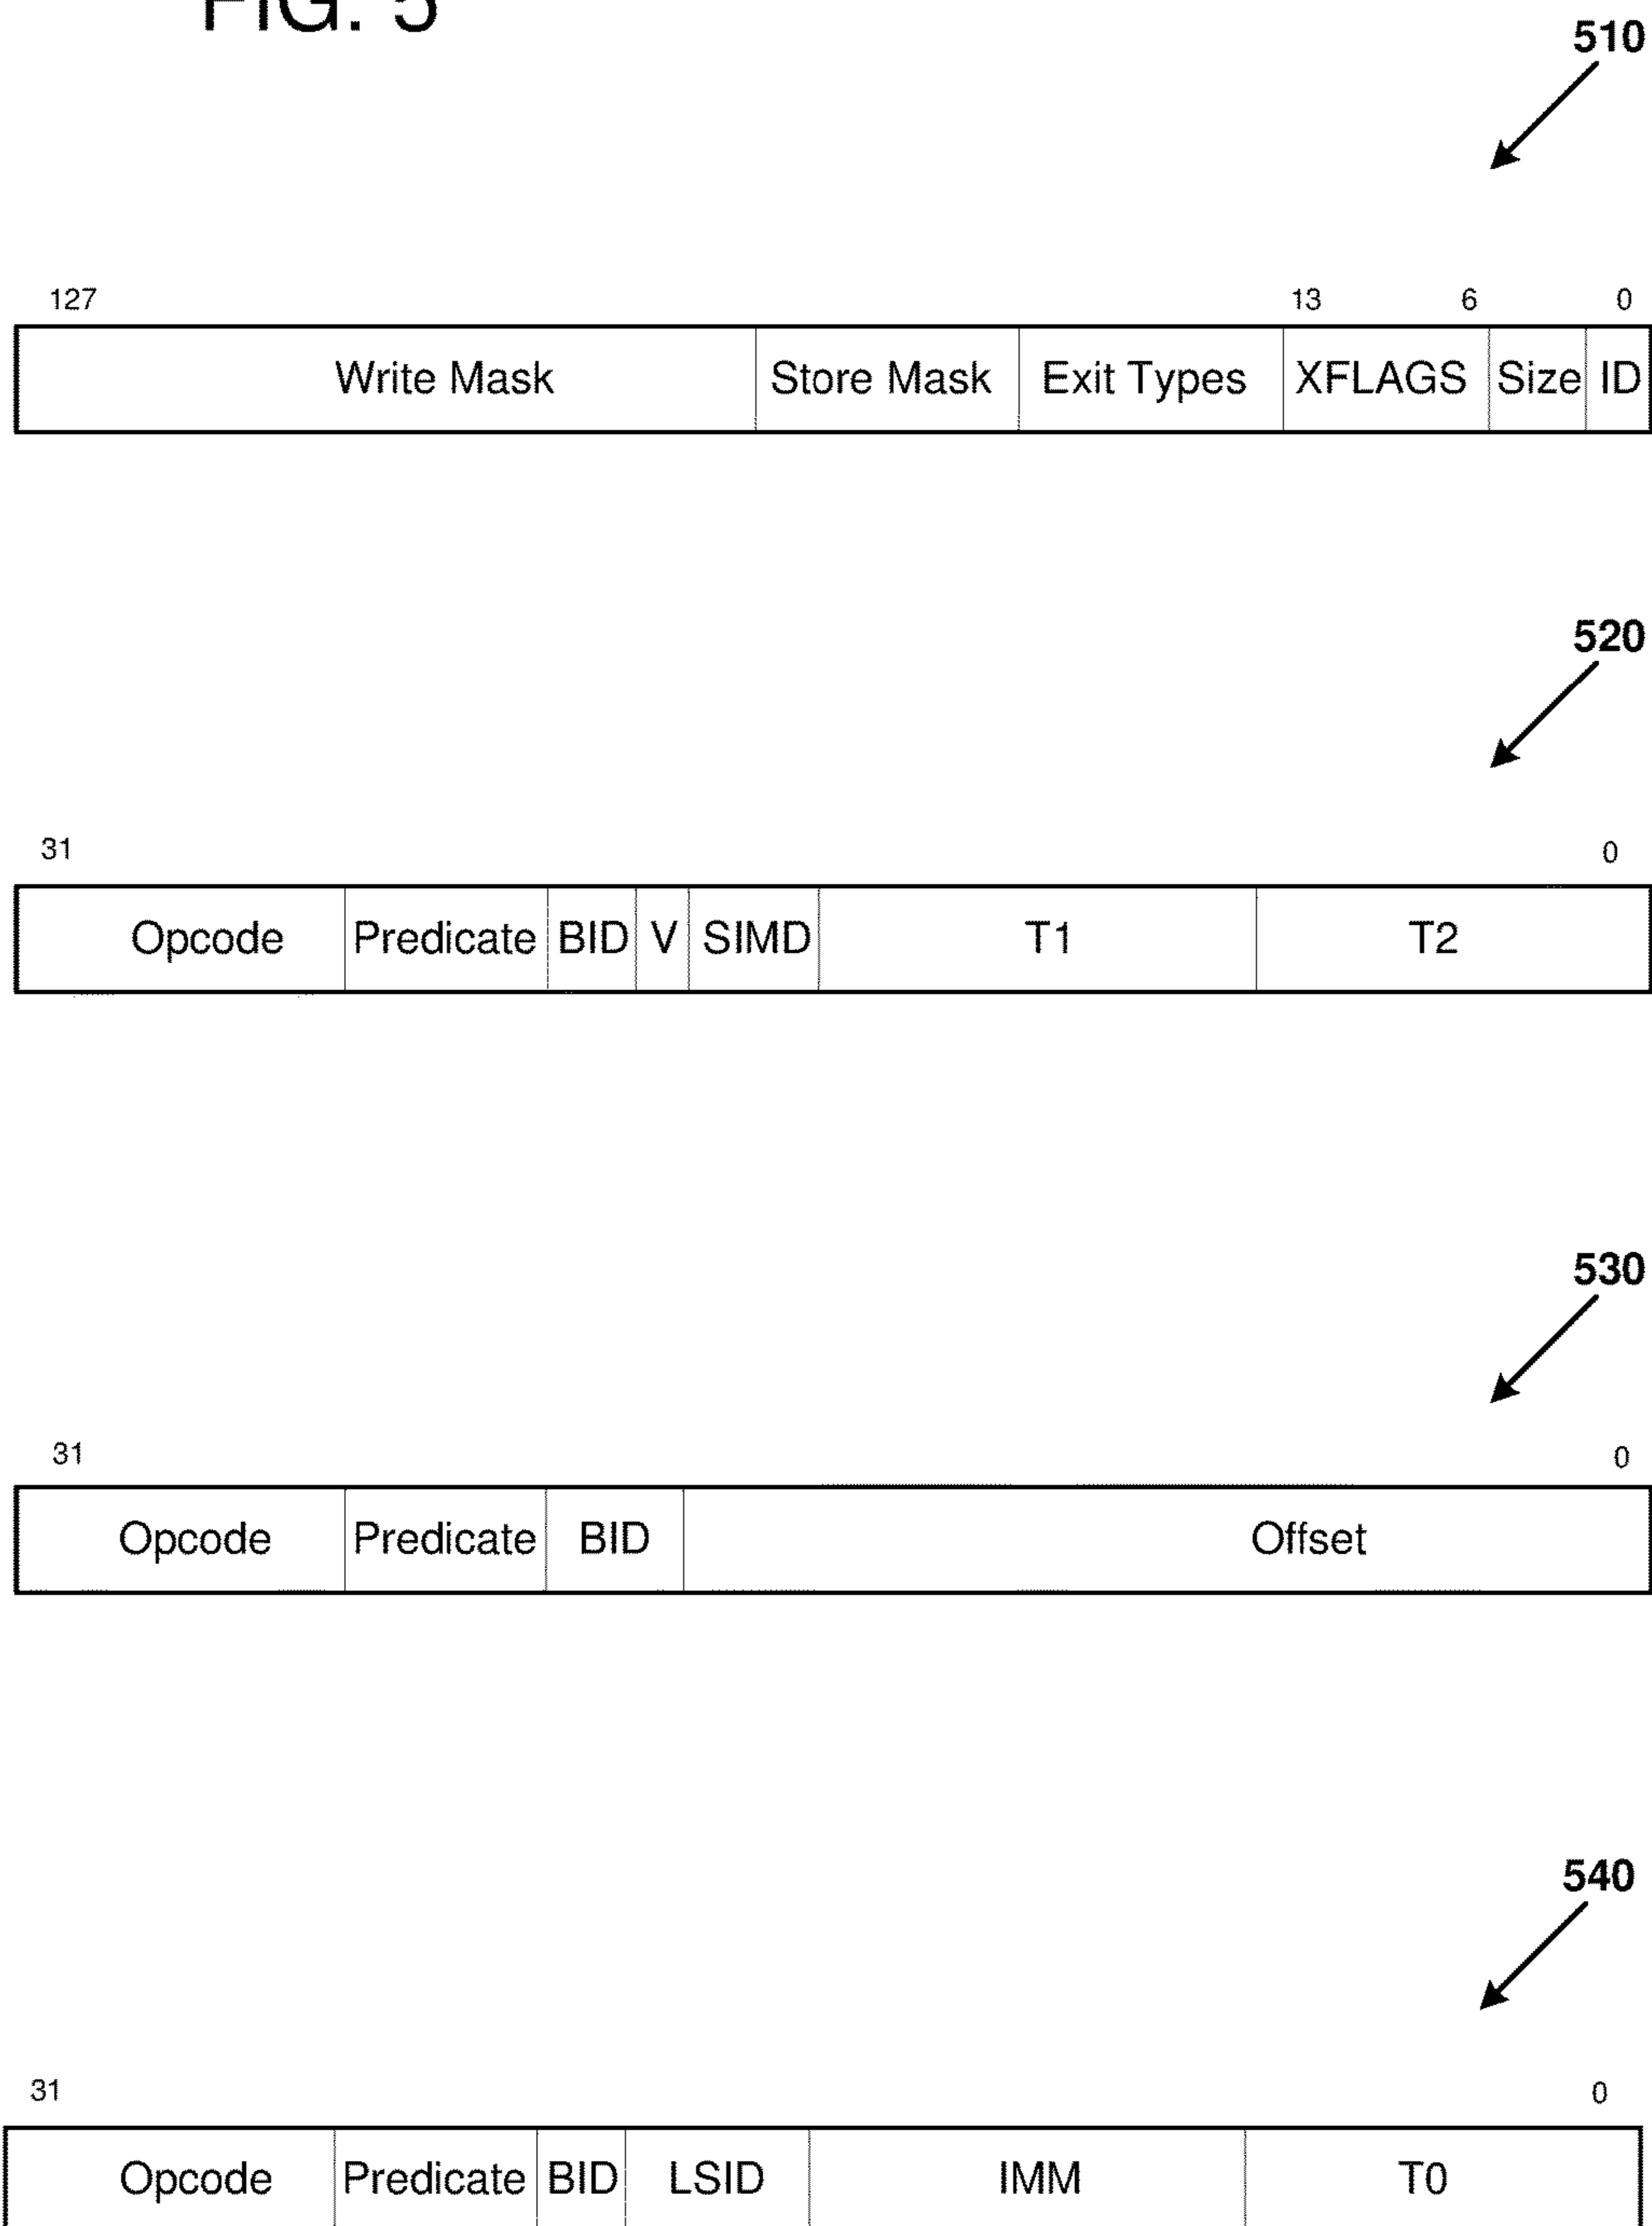 FIG. 5
510
127 13 6 0
Write Mask Store Mask Exit Types XFLAGS Size ID
520
31 0
Opcode Predicate BID V SIMD T1 T2
530
31 0
Opcode Predicate BID Offset
540
31 0
Opcode Predicate BID LSID IMM T0